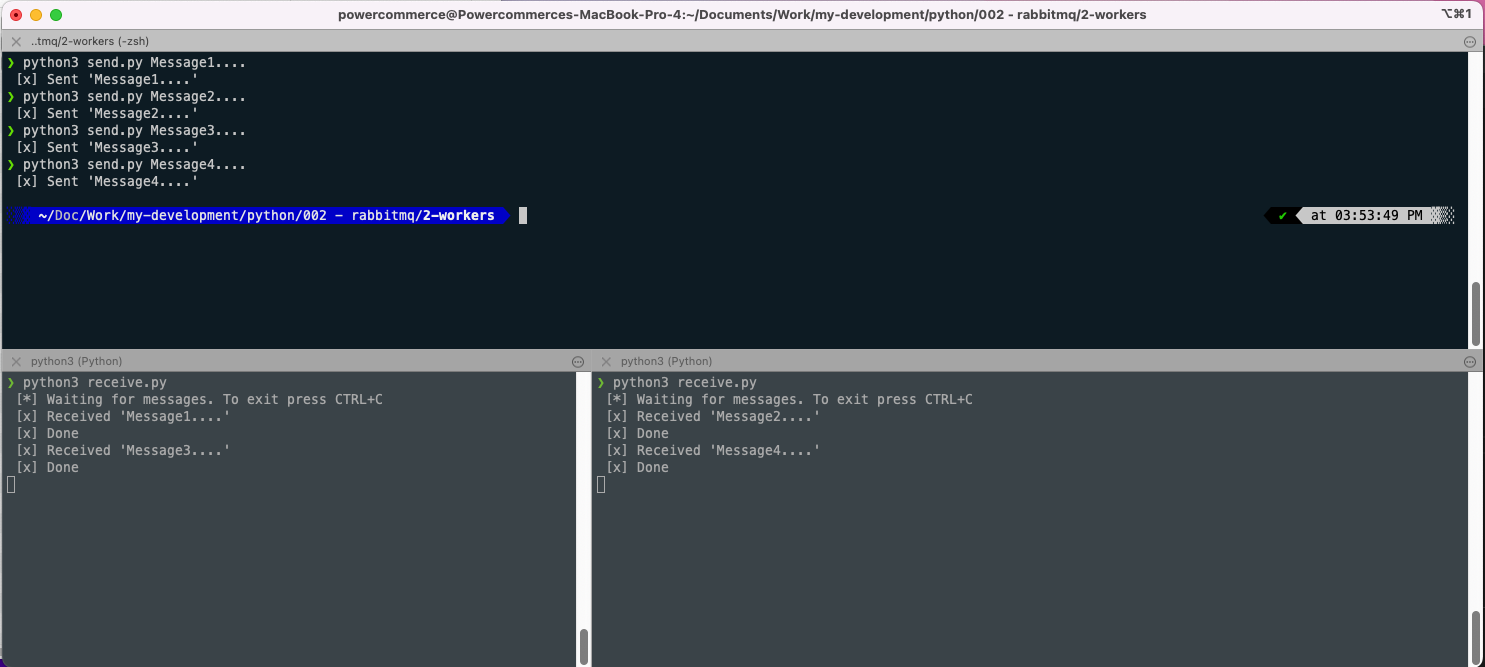 powercommerce@Powercommerces-MacBook-Pro-4:~/Documents/Work/my-development/python/002 - rabbitmq/2-workers
⌥⌘1
..tmq/2-workers (-zsh)
❯ python3 send.py Message1....
[x] Sent 'Message1....'
❯ python3 send.py Message2....
[x] Sent 'Message2....'
❯ python3 send.py Message3....
[x] Sent 'Message3....'
❯ python3 send.py Message4....
[x] Sent 'Message4....'
~/Doc/Work/my-development/python/002 - rabbitmq/2-workers
✔ at 03:53:49 PM
python3 (Python)
❯ python3 receive.py
[*] Waiting for messages. To exit press CTRL+C
[x] Received 'Message1....'
[x] Done
[x] Received 'Message3....'
[x] Done
python3 (Python)
❯ python3 receive.py
[*] Waiting for messages. To exit press CTRL+C
[x] Received 'Message2....'
[x] Done
[x] Received 'Message4....'
[x] Done